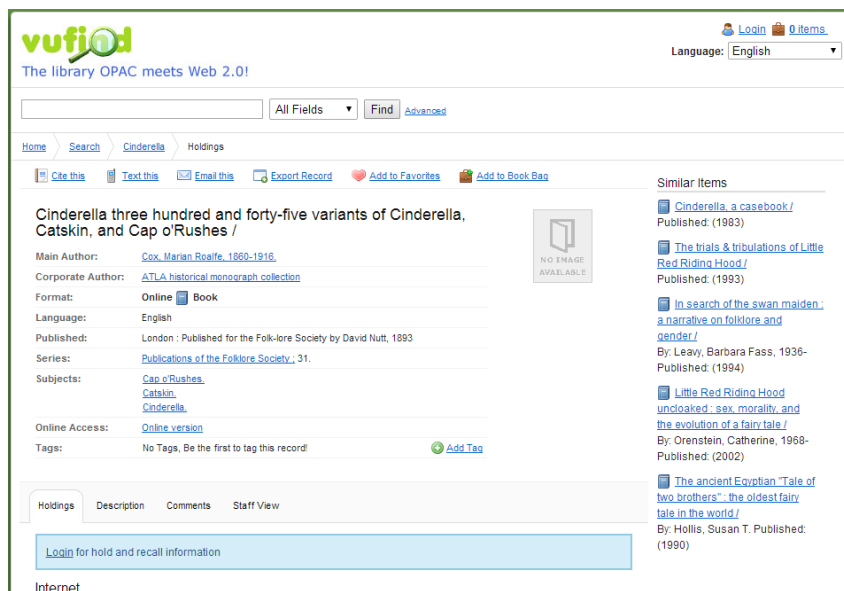 vufind
The library OPAC meets Web 2.0!
Login 0 items
Language: English
All Fields Find Advanced
Home Search Cinderella Holdings
Cite this Text this Email this Export Record Add to Favorites Add to Book Bag
Cinderella three hundred and forty-five variants of Cinderella,
Catskin, and Cap o'Rushes /
NO IMAGE
AVAILABLE
Main Author: Cox, Marian Roalfe, 1860-1916.
Corporate Author: ATLA historical monograph collection
Format: Online Book
Language: English
Published: London : Published for the Folk-lore Society by David Nutt, 1893
Series: Publications of the Folklore Society ; 31.
Subjects: Cap o'Rushes.
Catskin.
Cinderella.
Online Access: Online version
Tags: No Tags, Be the first to tag this record! Add Tag
Holdings Description Comments Staff View
Login for hold and recall information
Internet
Similar Items
Cinderella, a casebook /
Published: (1983)
The trials & tribulations of Little
Red Riding Hood /
Published: (1993)
In search of the swan maiden :
a narrative on folklore and
gender /
By: Leavy, Barbara Fass, 1936-
Published: (1994)
Little Red Riding Hood
uncloaked : sex, morality, and
the evolution of a fairy tale /
By: Orenstein, Catherine, 1968-
Published: (2002)
The ancient Egyptian "Tale of
two brothers" : the oldest fairy
tale in the world /
By: Hollis, Susan T. Published:
(1990)